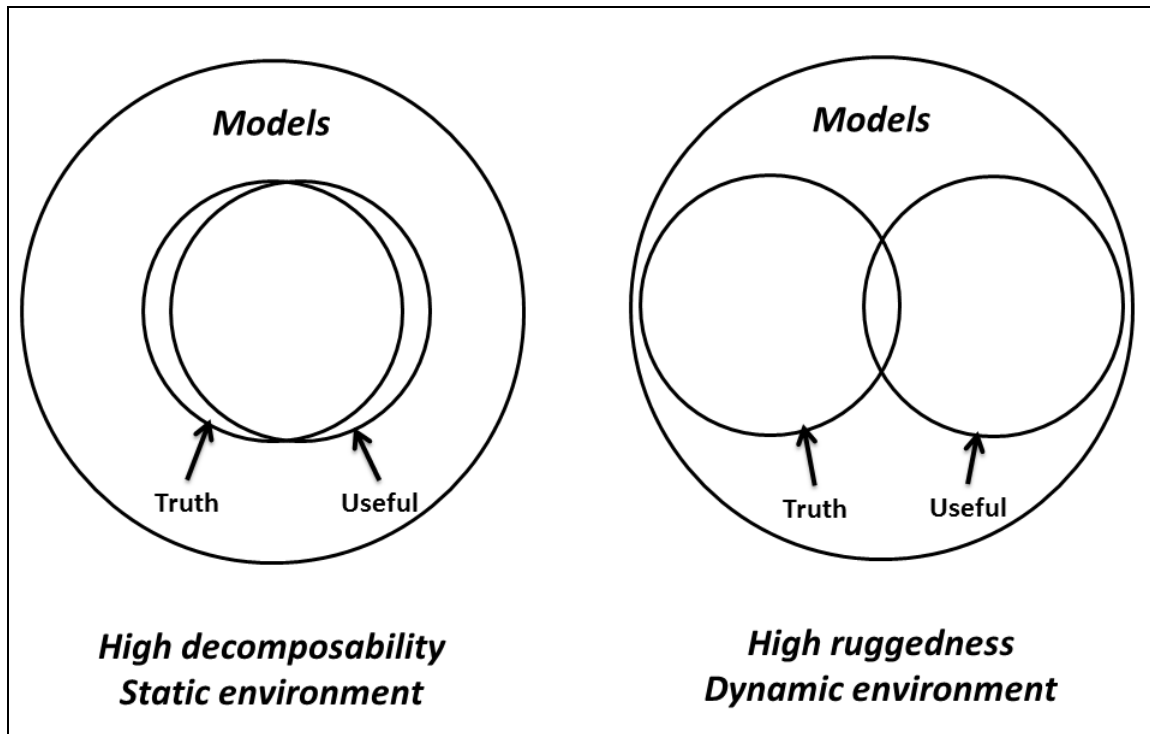 Models
Truth
Useful
High decomposability
Static environment
Models
Truth
Useful
High ruggedness
Dynamic environment